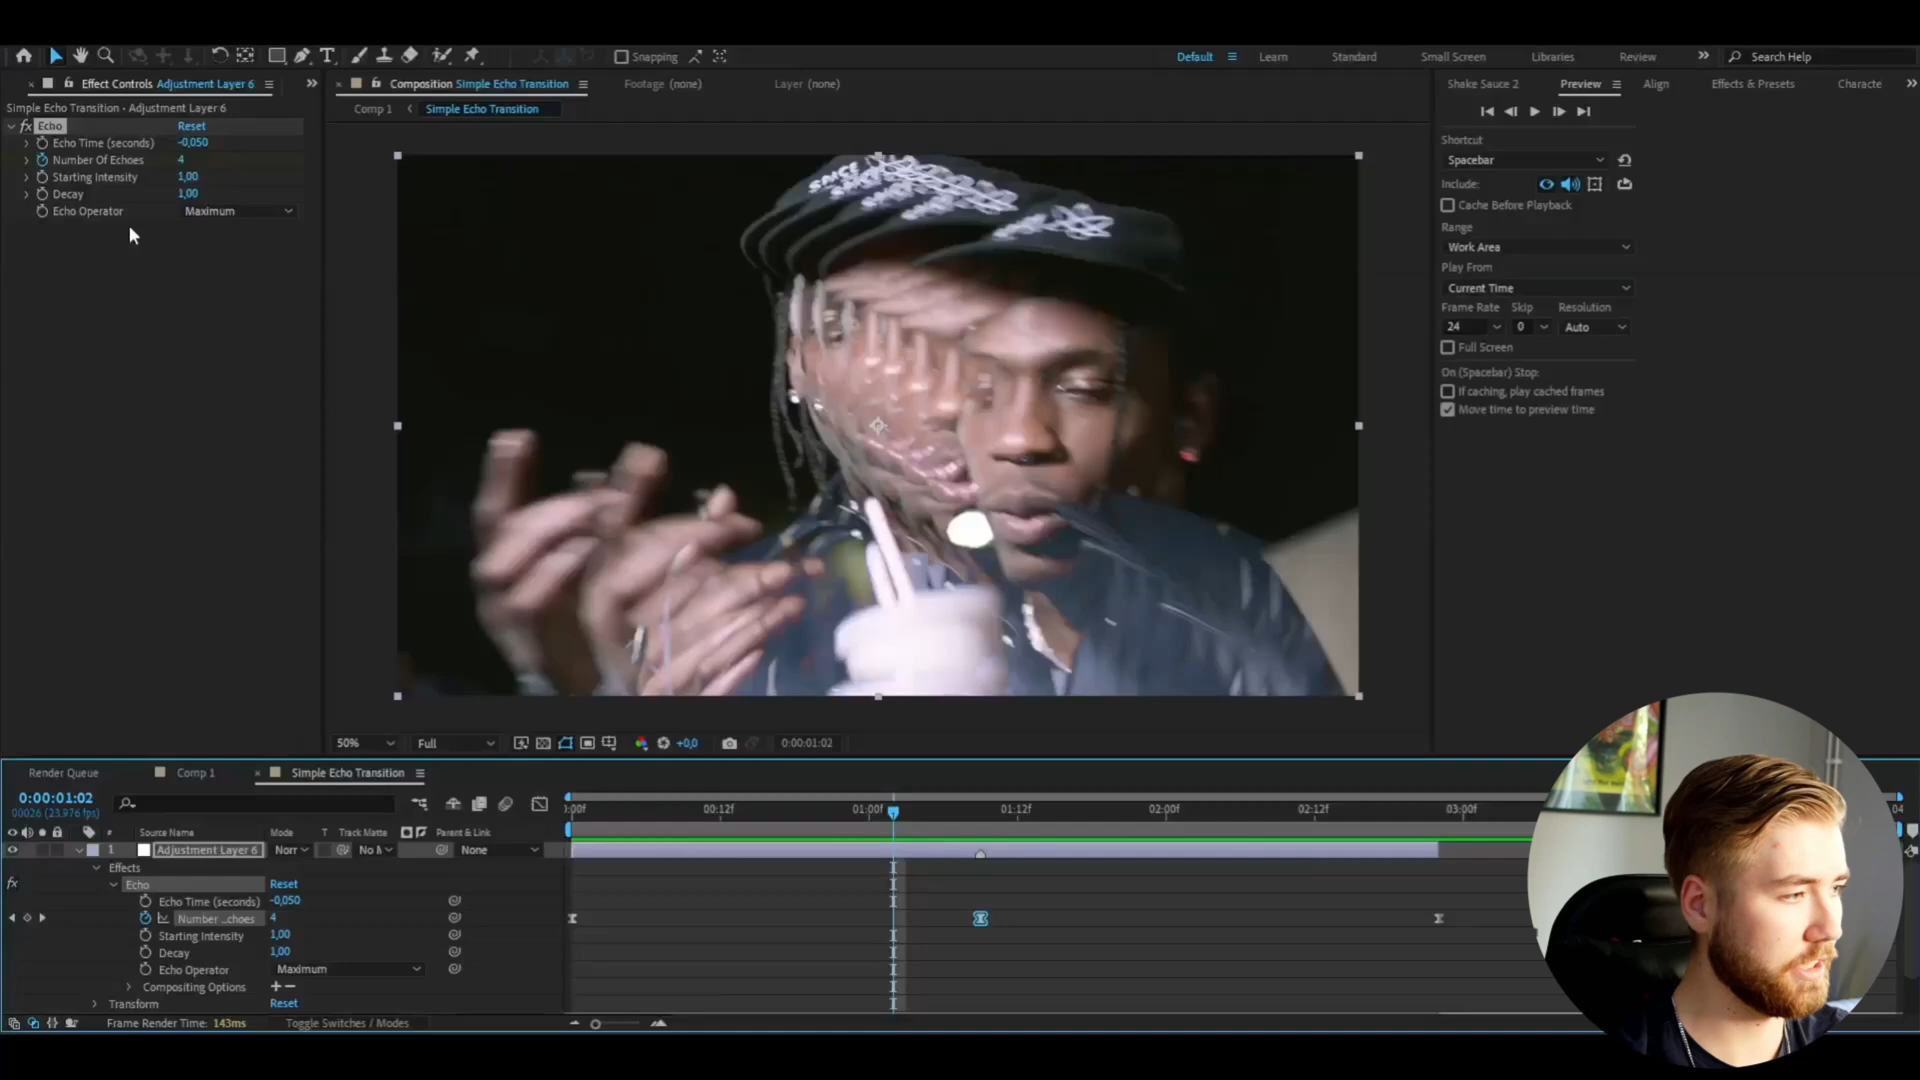 Snapping
Default
Learn
Standard
Small Screen
Libraries
Review
Search Help
Effect Controls Adjustment Layer 6
Composition Simple Echo Transition
Footage (none)
Layer (none)
Shake Sauce 2
Preview
Align
Effects & Presets
Characte
Simple Echo Transition • Adjustment Layer 6
Comp 1
Simple Echo Transition
fx Echo
Reset
Echo Time (seconds)
-0,050
Number Of Echoes
4
Starting Intensity
1,00
Decay
1,00
Echo Operator
Maximum
Shortcut
Spacebar
Include:
Cache Before Playback
Range
Work Area
Play From
Current Time
Frame Rate
Skip
Resolution
24
0
Auto
Full Screen
On (Spacebar) Stop:
If caching, play cached frames
Move time to preview time
50%
Full
+0,0
0:00:01:02
Render Queue
Comp 1
Simple Echo Transition
0:00:01:02
00026 (23.976 fps)
:00f
00:12f
01:00f
01:12f
02:00f
02:12f
03:00f
04
#
Source Name
Mode
T
Track Matte
Parent & Link
1
Adjustment Layer 6
Norr
No M
None
Effects
fx
Echo
Reset
Echo Time (seconds)
-0,050
Number ...choes
4
Starting Intensity
1,00
Decay
1,00
Echo Operator
Maximum
Compositing Options
+ −
Transform
Reset
Frame Render Time: 143ms
Toggle Switches / Modes